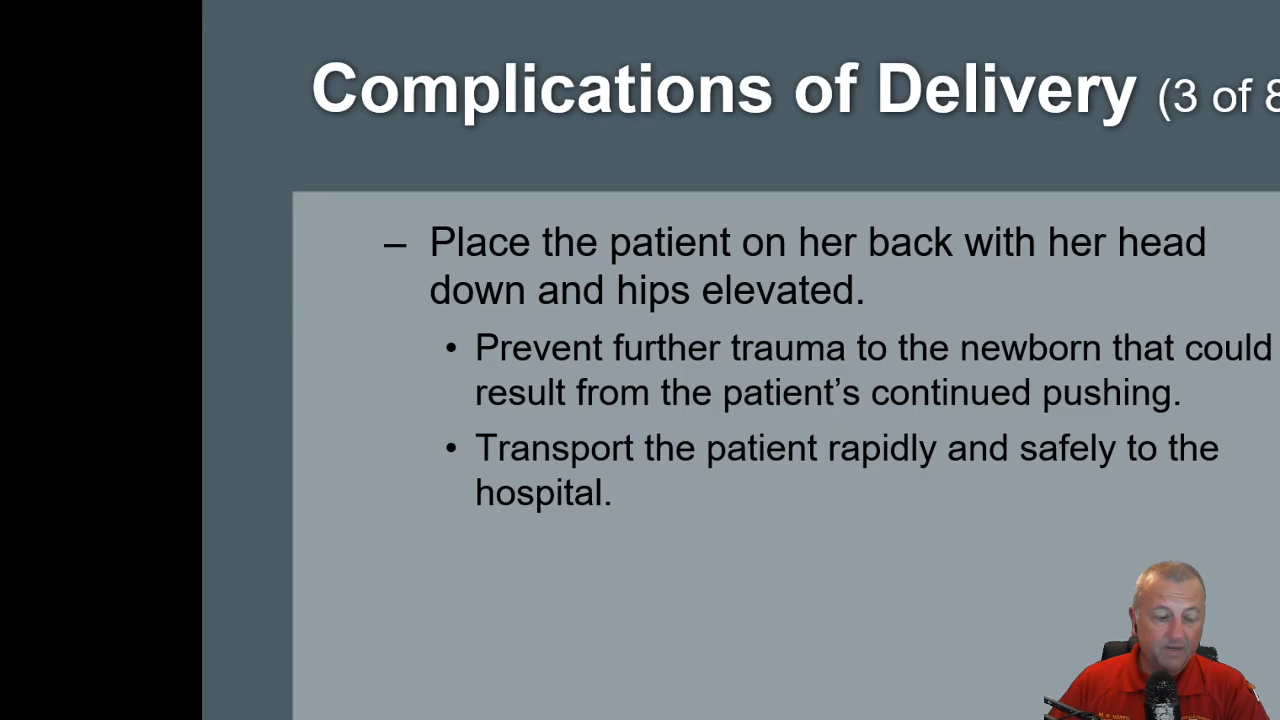 Complications of Delivery (3 of 8
– Place the patient on her back with her head
down and hips elevated.
• Prevent further trauma to the newborn that could
result from the patient’s continued pushing.
• Transport the patient rapidly and safely to the
hospital.